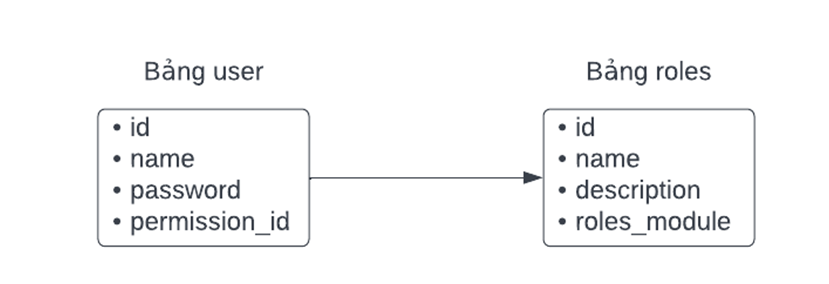 Bảng user
• id
• name
• password
• permission_id
Bảng roles
• id
• name
• description
• roles_module